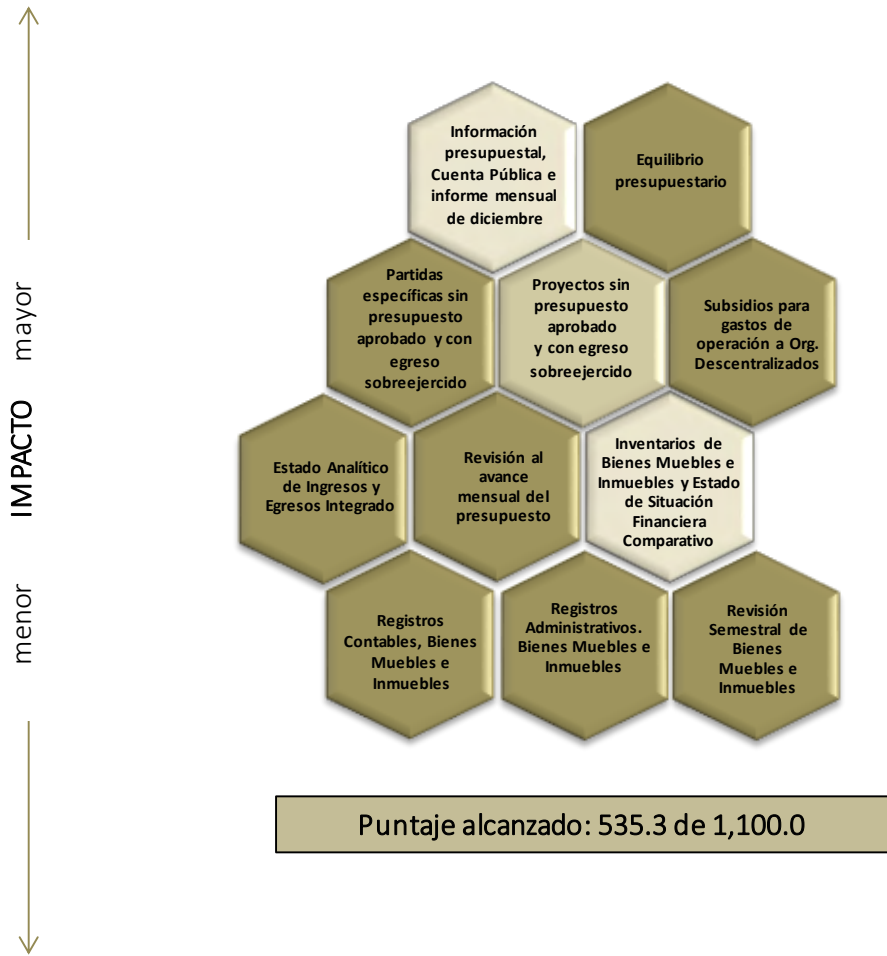 Información
presupuestal,
Cuenta Pública e
informe mensual
de diciembre
Equilibrio
presupuestario
Partidas
específicas sin
presupuesto
aprobado y con
egreso
sobreejercido
Proyectos sin
presupuesto
aprobado
y con egreso
sobreejercido
Subsidios para
gastos de
operación a Org.
Descentralizados
mayor
IMPACTO
menor
Estado Analítico
de Ingresos y
Egresos Integrado
Revisión al
avance
mensual del
presupuesto
Inventarios de
Bienes Muebles e
Inmuebles y Estado
de Situación
Financiera
Comparativo
Registros
Contables, Bienes
Muebles e
Inmuebles
Registros
Administrativos.
Bienes Muebles e
Inmuebles
Revisión
Semestral de
Bienes
Muebles e
Inmuebles
Puntaje alcanzado: 535.3 de 1,100.0